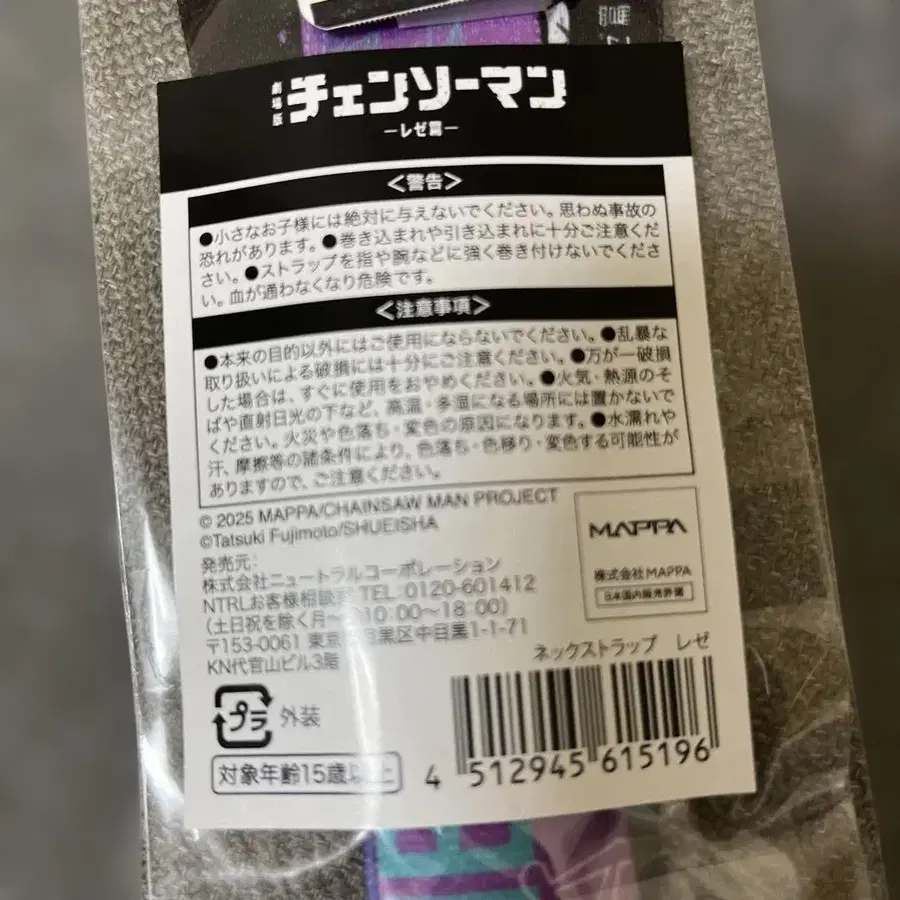 劇場版
チェンソーマン
ーレゼ篇ー
<警告>
●小さなお子様には絶対に与えないでください。思わぬ事故の
恐れがあります。●巻き込まれや引き込まれに十分ご注意くだ
さい。●ストラップを指や腕などに強く巻き付けないでくださ
い。血が通わなくなり危険です。
<注意事項>
●本来の目的以外にはご使用にならないでください。●乱暴な
取り扱いによる破損には十分にご注意ください。●万が一破損
した場合は、すぐに使用をおやめください。●火気・熱源のそ
ばや直射日光の下など、高温・多湿になる場所には置かないで
ください。火災や色落ち・変色の原因になります。●水濡れや
汗、摩擦等の諸条件により、色落ち・色移り・変色する可能性が
ありますので、ご注意ください。
© 2025 MAPPA/CHAINSAW MAN PROJECT
©Tatsuki Fujimoto/SHUEISHA
MAPPA
株式会社MAPPA
日本国内販売許諾
発売元:
株式会社ニュートラルコーポレーション
NTRLお客様相談室 TEL:0120-601412
(土日祝を除く月〜 10:00〜18:00)
〒153-0061 東京 目黒区中目黒1-1-71
KN代官山ビル3階
ネックストラップ レゼ
プラ 外装
対象年齢15歳以上
4 512945 615196